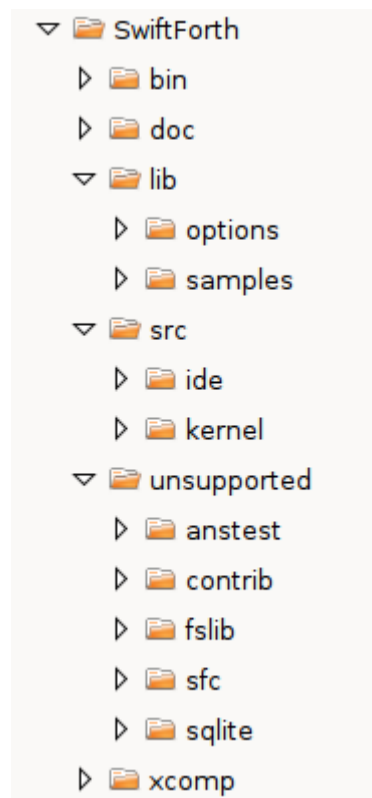 SwiftForth
bin
doc
lib
options
samples
src
ide
kernel
unsupported
anstest
contrib
fslib
sfc
sqlite
xcomp